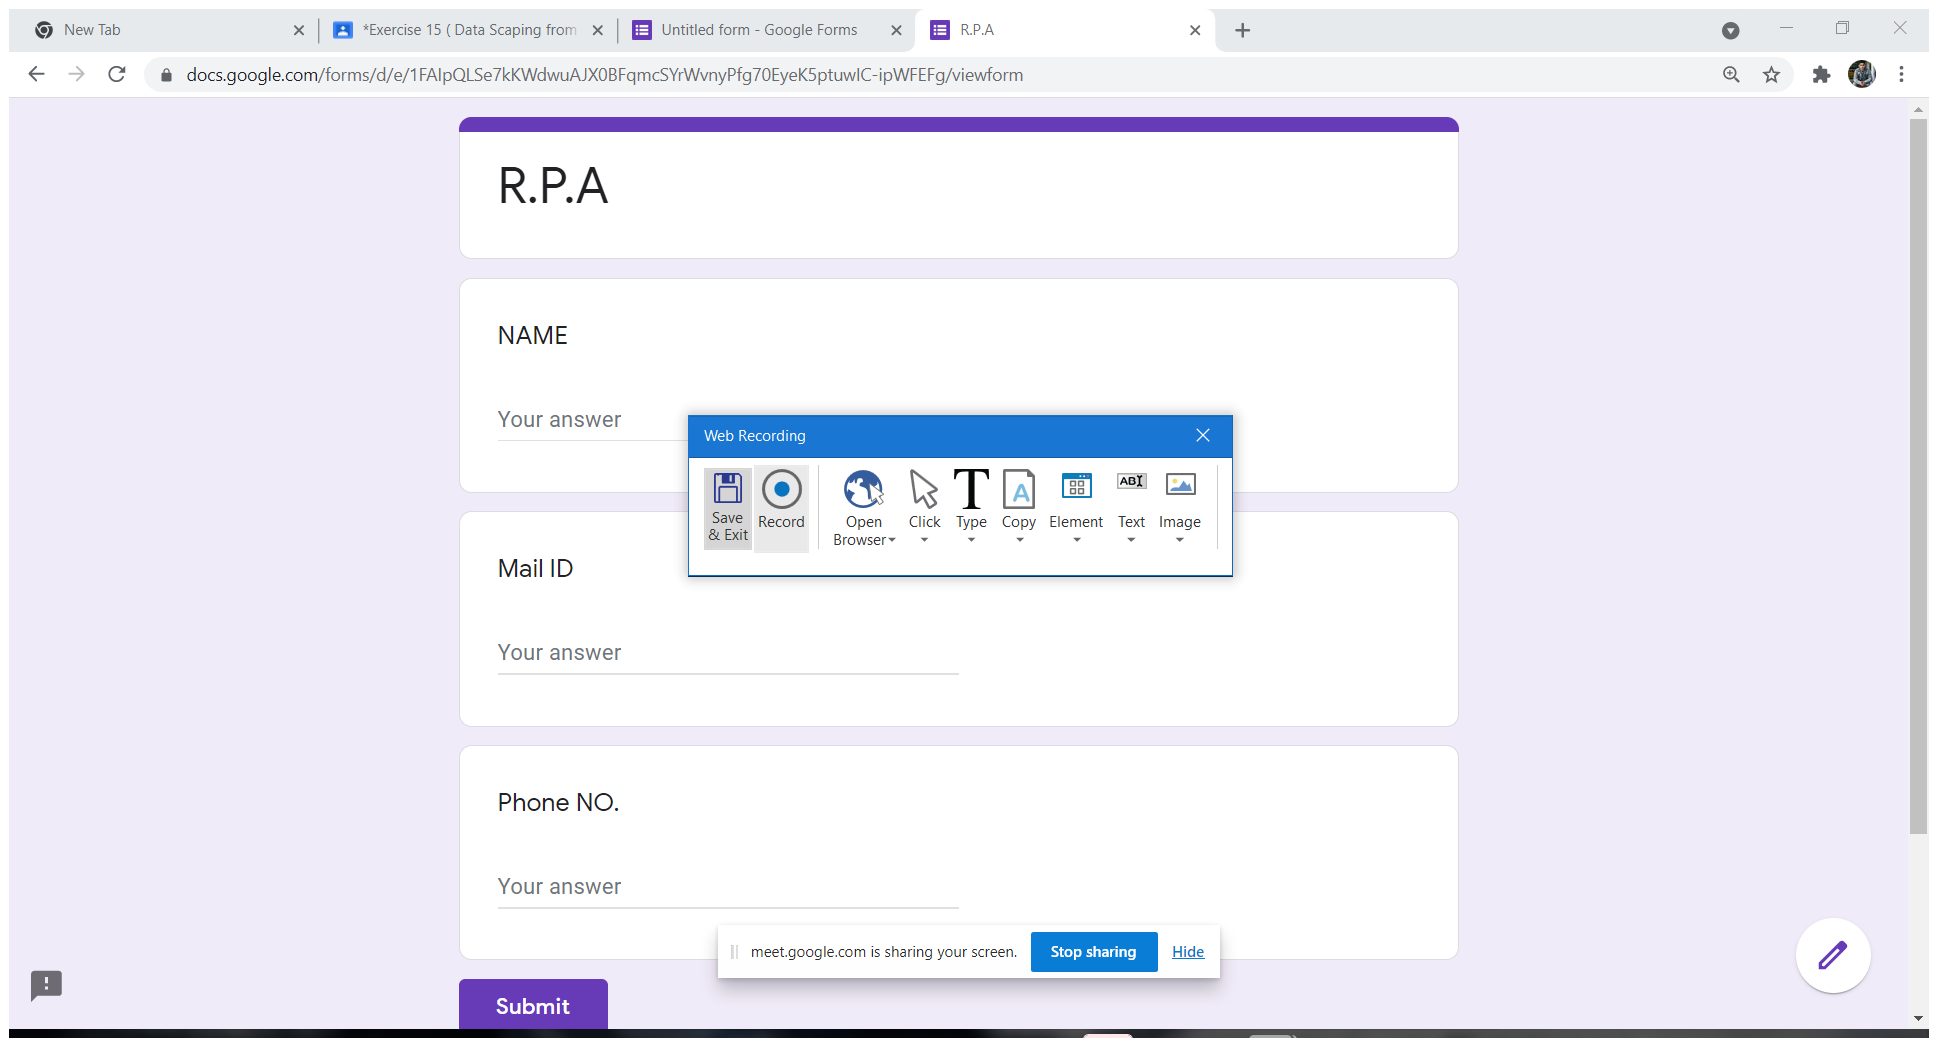 New Tab
*Exercise 15 ( Data Scaping from
Untitled form - Google Forms
R.P.A
docs.google.com/forms/d/e/1FAIpQLSe7kKWdwuAJX0BFqmcSYrWvnyPfg70EyeK5ptuwIC-ipWFEFg/viewform
R.P.A
NAME
Your answer
Web Recording
Save & Exit
Record
Open Browser
Click
Type
Copy
Element
Text
Image
Mail ID
Your answer
Phone NO.
Your answer
meet.google.com is sharing your screen.
Stop sharing
Hide
Submit